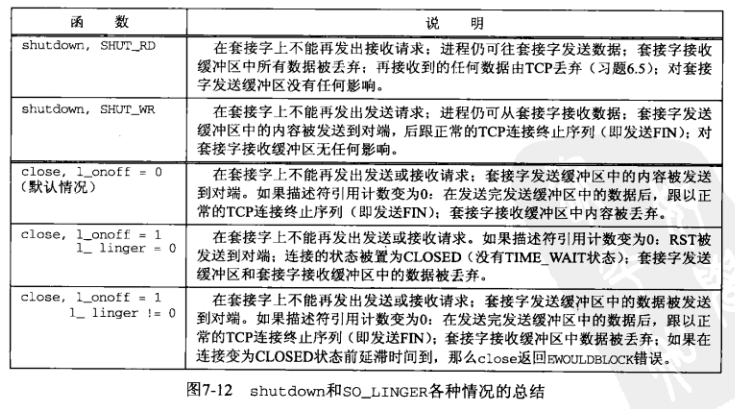 函 数 说 明
shutdown, SHUT_RD
在套接字上不能再发出接收请求；进程仍可往套接字发送数据；套接字接收
缓冲区中所有数据被丢弃；再接收到的任何数据由TCP丢弃（习题6.5）；对套接
字发送缓冲区没有任何影响。
shutdown, SHUT_WR
在套接字上不能再发出发送请求；进程仍可从套接字接收数据；套接字发送
缓冲区中的内容被发送到对端，后跟正常的TCP连接终止序列（即发送FIN）；对
套接字接收缓冲区无任何影响。
close, l_onoff = 0
（默认情况）
在套接字上不能再发出发送或接收请求；套接字发送缓冲区中的内容被发送
到对端。如果描述符引用计数变为0：在发送完发送缓冲区中的数据后，跟以正
常的TCP连接终止序列（即发送FIN）；套接字接收缓冲区中内容被丢弃。
close, l_onoff = 1
l_ linger = 0
在套接字上不能再发出发送或接收请求。如果描述符引用计数变为0：RST被
发送到对端；连接的状态被置为CLOSED（没有TIME_WAIT状态）；套接字发送
缓冲区和套接字接收缓冲区中的数据被丢弃。
close, l_onoff = 1
l_ linger != 0
在套接字上不能再发出发送或接收请求；套接字发送缓冲区中的数据被发送
到对端。如果描述符引用计数变为0：在发送完发送缓冲区中的数据后，跟以正
常的TCP连接终止序列（即发送FIN）；套接字接收缓冲区中数据被丢弃；如果在
连接变为CLOSED状态前延滞时间到，那么close返回EWOULDBLOCK错误。
图7-12 shutdown和SO_LINGER各种情况的总结